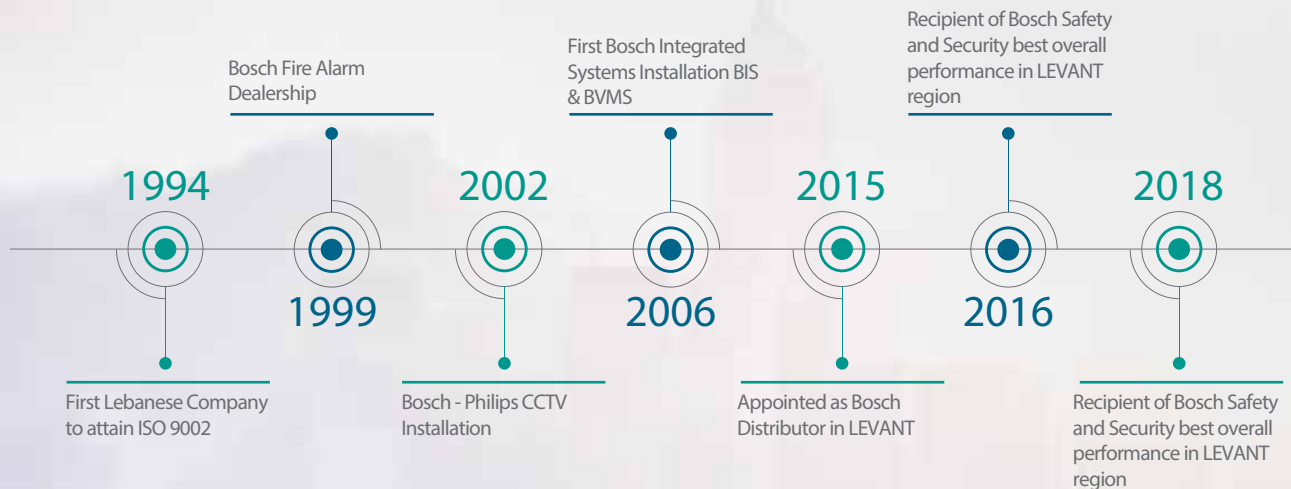 1994
First Lebanese Company
to attain ISO 9002
Bosch Fire Alarm
Dealership
1999
2002
Bosch - Philips CCTV
Installation
First Bosch Integrated
Systems Installation BIS
& BVMS
2006
2015
Appointed as Bosch
Distributor in LEVANT
Recipient of Bosch Safety
and Security best overall
performance in LEVANT
region
2016
2018
Recipient of Bosch Safety
and Security best overall
performance in LEVANT
region